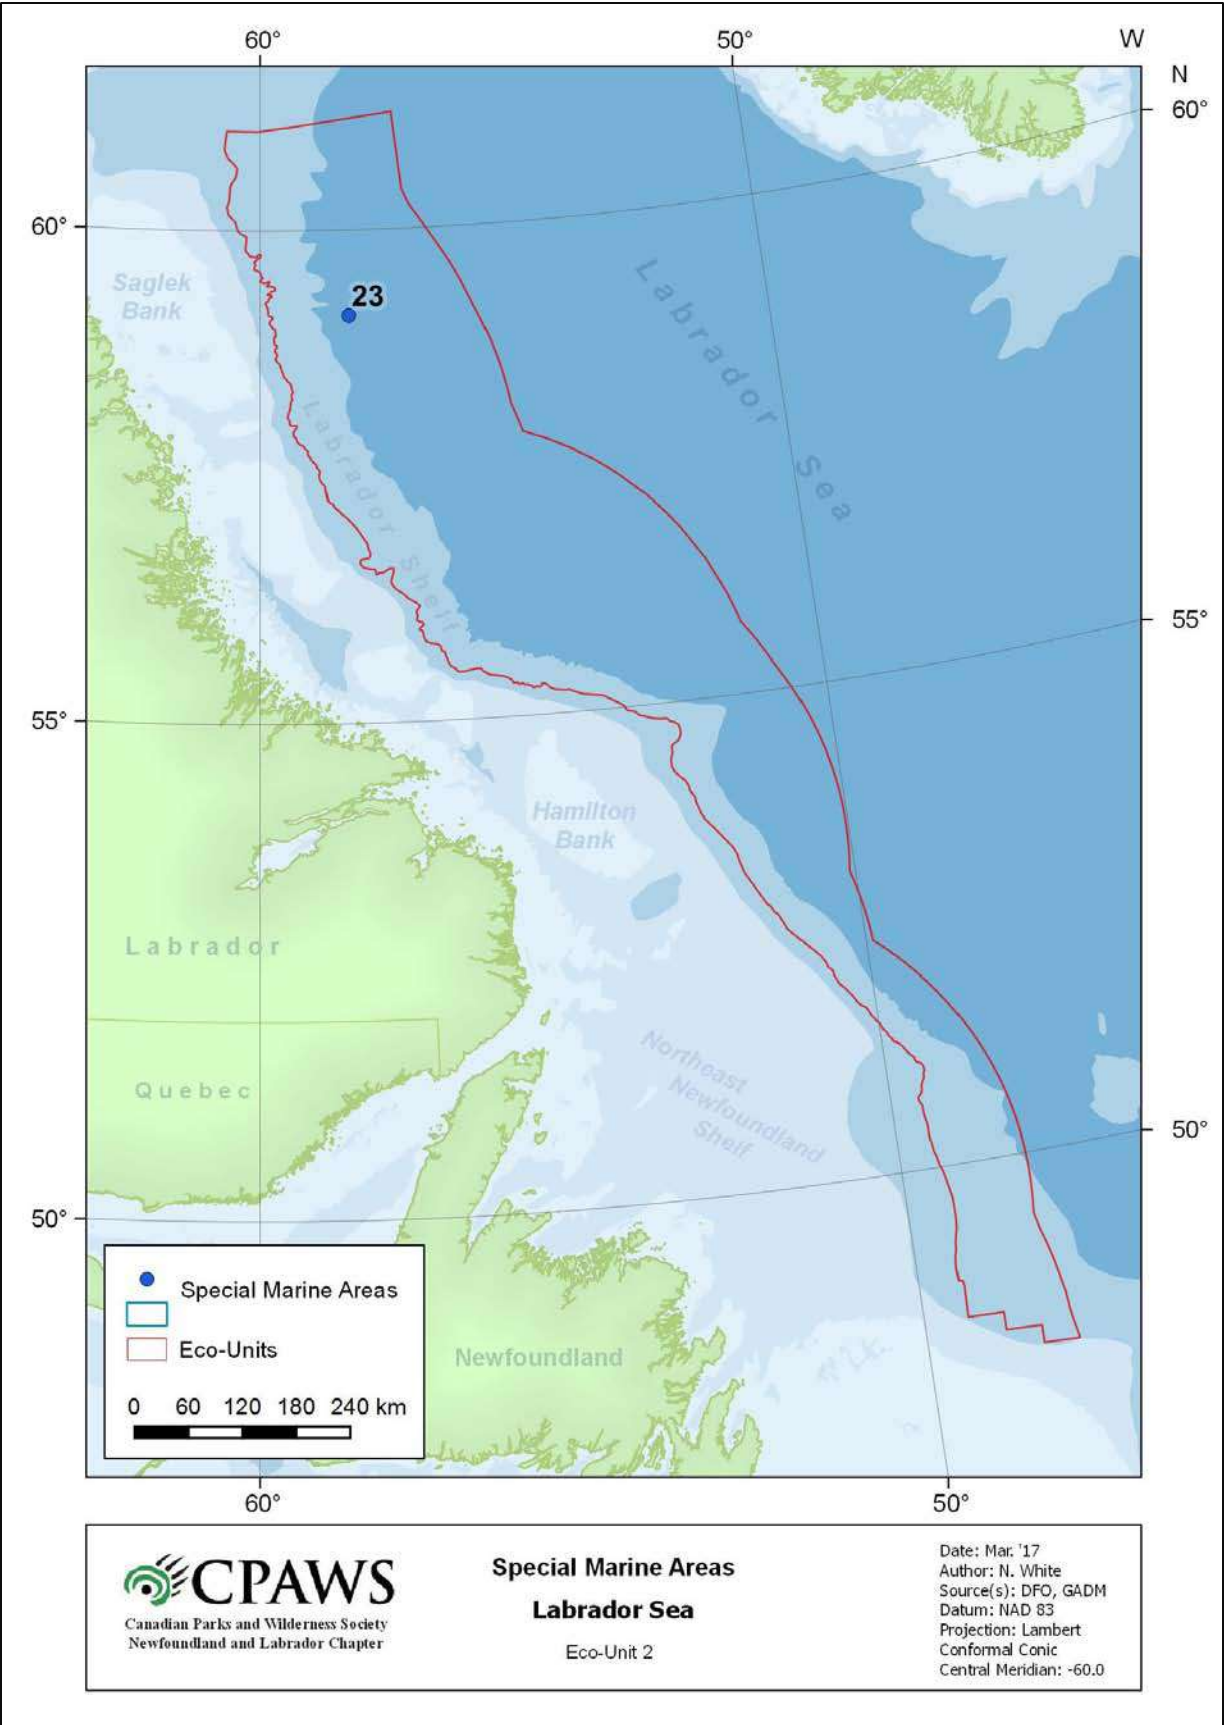 60°
50°
W
N
60°
60°
Saglek
Bank
23
Labrador
Sea
Labrador Shelf
55°
55°
Hamilton
Bank
Labrador
Northeast
Newfoundland
Shelf
Quebec
50°
50°
Special Marine Areas
Eco-Units
Newfoundland
0 60 120 180 240 km
60°
50°
CPAWS
Canadian Parks and Wilderness Society
Newfoundland and Labrador Chapter
Special Marine Areas
Labrador Sea
Eco-Unit 2
Date: Mar. '17
Author: N. White
Source(s): DFO, GADM
Datum: NAD 83
Projection: Lambert
Conformal Conic
Central Meridian: -60.0